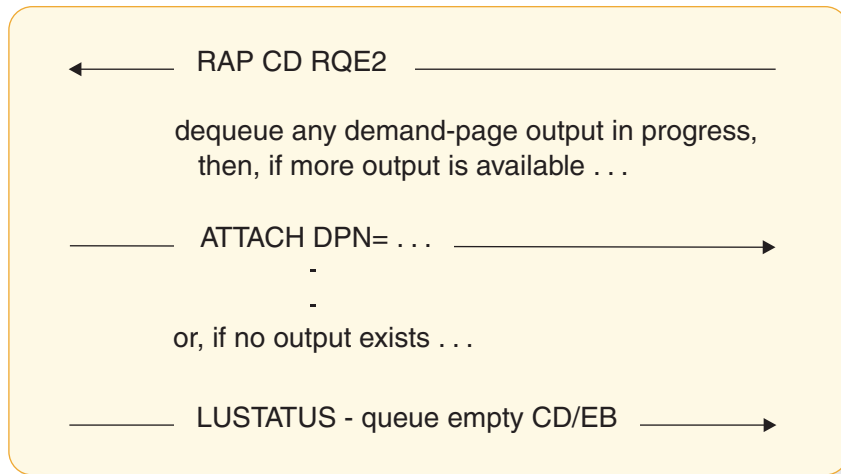 RAP CD RQE2
dequeue any demand-page output in progress,
then, if more output is available . . .
ATTACH DPN= . . .
-
-
or, if no output exists . . .
LUSTATUS - queue empty CD/EB